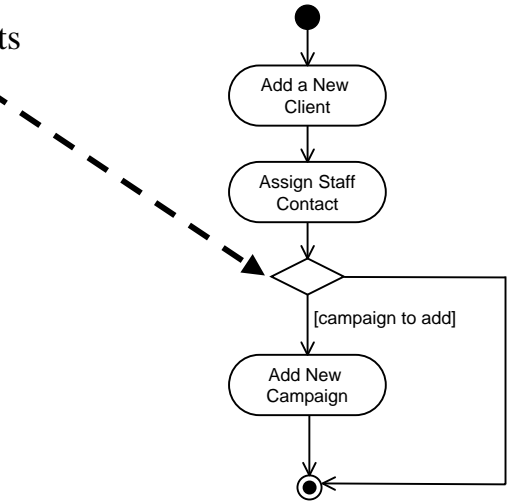 ts
Add a New
Client
Assign Staff
Contact
[campaign to add]
Add New
Campaign